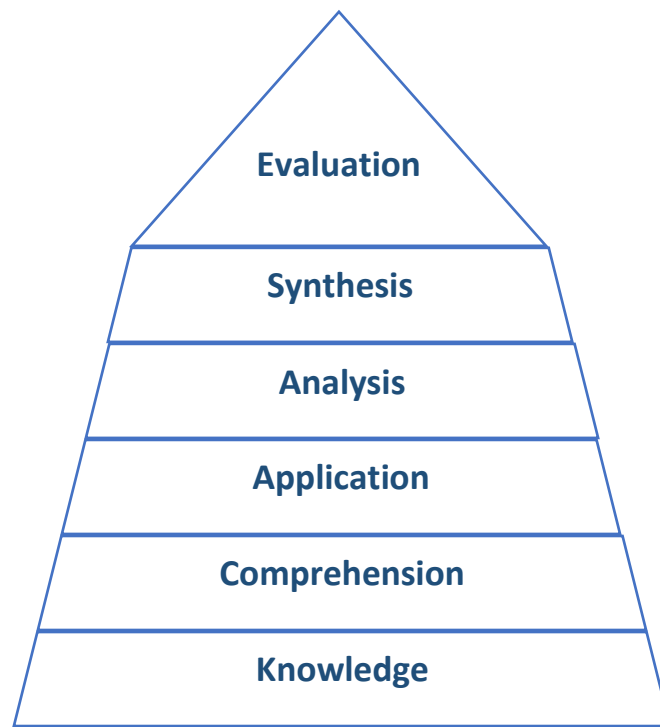 Evaluation
Synthesis
Analysis
Application
Comprehension
Knowledge